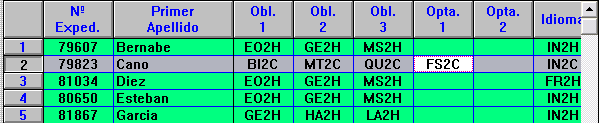 Nº Exped. Primer Apellido Obl. 1 Obl. 2 Obl. 3 Opta. 1 Opta. 2 Idioma
1 79607 Bernabe EO2H GE2H MS2H IN2H
2 79823 Cano BI2C MT2C QU2C FS2C IN2C
3 81034 Diez EO2H GE2H MS2H FR2H
4 80650 Esteban EO2H GE2H MS2H IN2H
5 81867 Garcia GE2H HA2H LA2H IN2H